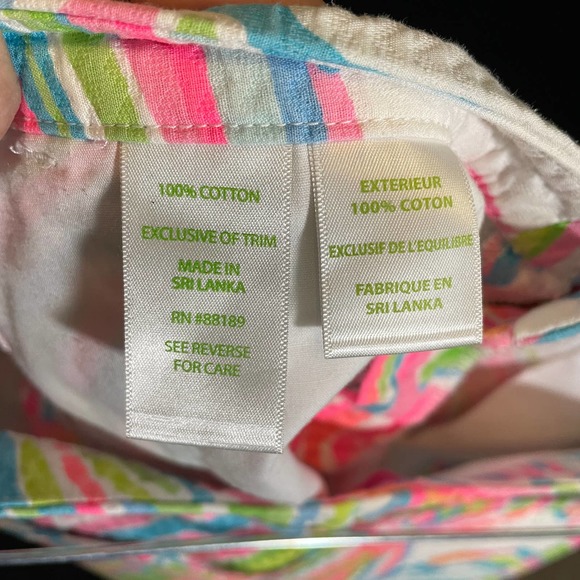 100% COTTON
EXCLUSIVE OF TRIM
MADE IN
SRI LANKA
RN #88189
SEE REVERSE
FOR CARE
EXTERIEUR
100% COTON
EXCLUSIF DE L'EQUILIBRE
FABRIQUE EN
SRI LANKA